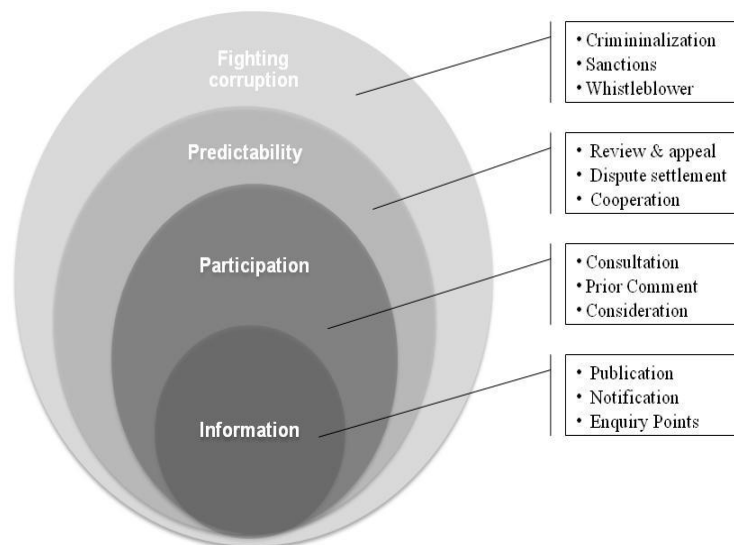 Fighting
corruption
• Crimininalization
• Sanctions
• Whistleblower
Predictability
• Review & appeal
• Dispute settlement
• Cooperation
Participation
• Consultation
• Prior Comment
• Consideration
Information
• Publication
• Notification
• Enquiry Points